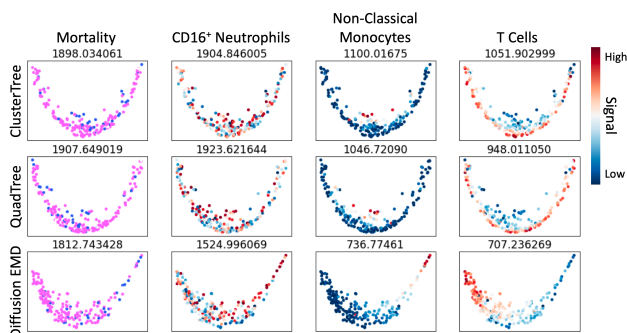 Mortality
CD16+ Neutrophils
Non-Classical
Monocytes
T Cells
1898.034061
1904.846005
1100.01675
1051.902999
ClusterTree
1907.649019
1923.621644
1046.72090
948.011050
QuadTree
1812.743428
1524.996069
736.77461
707.236269
Diffusion EMD
High
Signal
Low